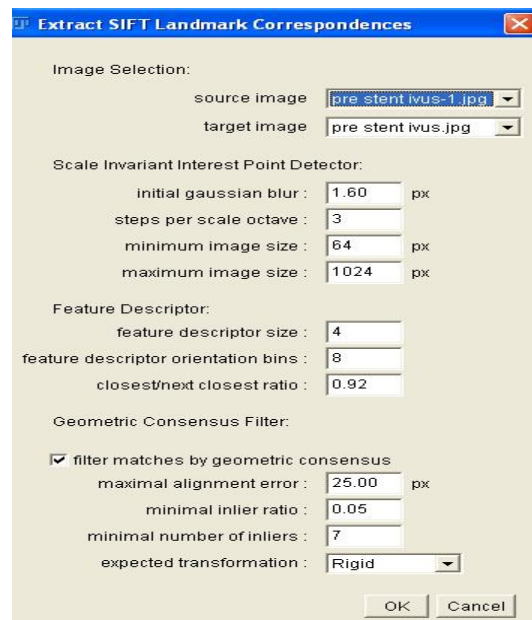 Extract SIFT Landmark Correspondences
Image Selection:
source image pre stent ivus-1.jpg
target image pre stent ivus.jpg
Scale Invariant Interest Point Detector:
initial gaussian blur : 1.60 px
steps per scale octave : 3
minimum image size : 64 px
maximum image size : 1024 px
Feature Descriptor:
feature descriptor size : 4
feature descriptor orientation bins : 8
closest/next closest ratio : 0.92
Geometric Consensus Filter:
filter matches by geometric consensus
maximal alignment error : 25.00 px
minimal inlier ratio : 0.05
minimal number of inliers : 7
expected transformation : Rigid
OK Cancel